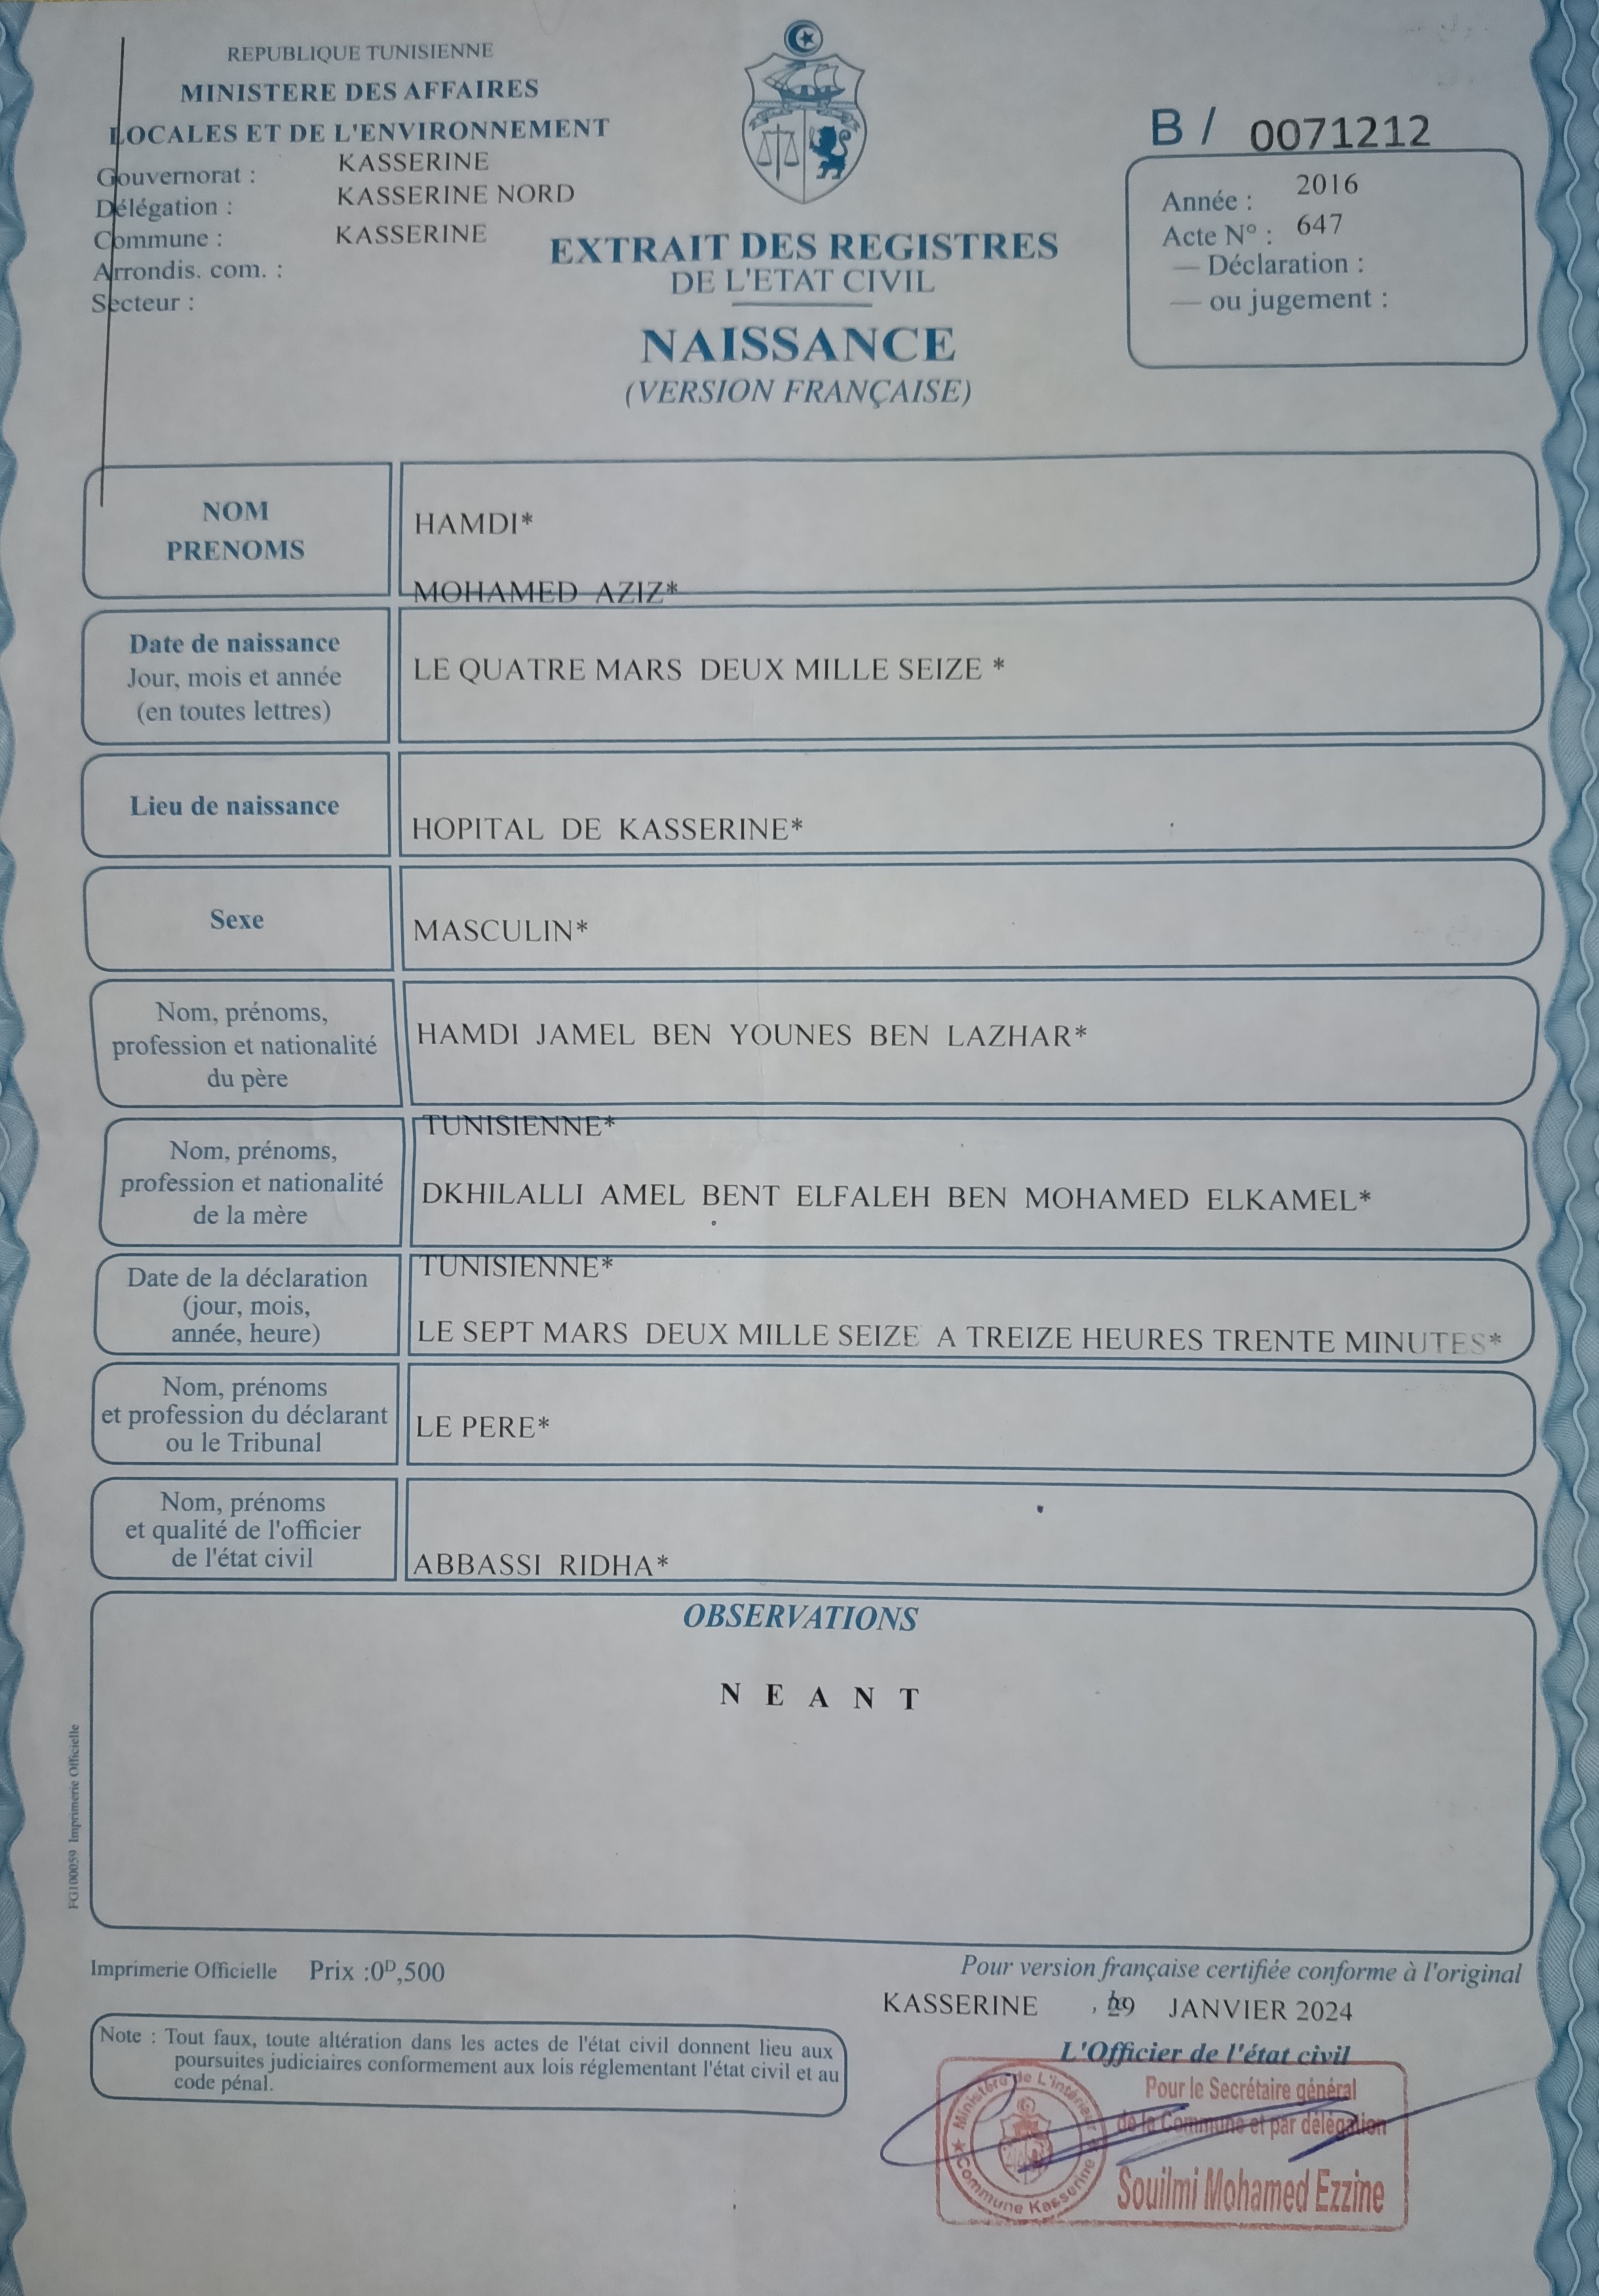 REPUBLIQUE TUNISIENNE
MINISTERE DES AFFAIRES
LOCALES ET DE L'ENVIRONNEMENT
Gouvernorat : KASSERINE
Délégation : KASSERINE NORD
Commune : KASSERINE
Arrondis. com. :
Secteur :
B / 0071212
Année : 2016
Acte N° : 647
— Déclaration :
— ou jugement :
EXTRAIT DES REGISTRES
DE L'ETAT CIVIL
NAISSANCE
(VERSION FRANÇAISE)
NOM
PRENOMS
HAMDI*
MOHAMED AZIZ*
Date de naissance
Jour, mois et année
(en toutes lettres)
LE QUATRE MARS DEUX MILLE SEIZE *
Lieu de naissance
HOPITAL DE KASSERINE*
Sexe
MASCULIN*
Nom, prénoms,
profession et nationalité
du père
HAMDI JAMEL BEN YOUNES BEN LAZHAR*
TUNISIENNE*
Nom, prénoms,
profession et nationalité
de la mère
DKHILALLI AMEL BENT ELFALEH BEN MOHAMED ELKAMEL*
TUNISIENNE*
Date de la déclaration
(jour, mois,
année, heure)
LE SEPT MARS DEUX MILLE SEIZE A TREIZE HEURES TRENTE MINUTES*
Nom, prénoms
et profession du déclarant
ou le Tribunal
LE PERE*
Nom, prénoms
et qualité de l'officier
de l'état civil
ABBASSI RIDHA*
OBSERVATIONS
N E A N T
FG100059 Imprimerie Officielle
Imprimerie Officielle Prix :0D,500
Pour version française certifiée conforme à l'original
KASSERINE , 29 JANVIER 2024
Note : Tout faux, toute altération dans les actes de l'état civil donnent lieu aux
poursuites judiciaires conformement aux lois réglementant l'état civil et au
code pénal.
L'Officier de l'état civil
Pour le Secrétaire général
de la Commune et par délégation
Souilmi Mohamed Ezzine
Ministère de L'intérieur
Commune Kasserine